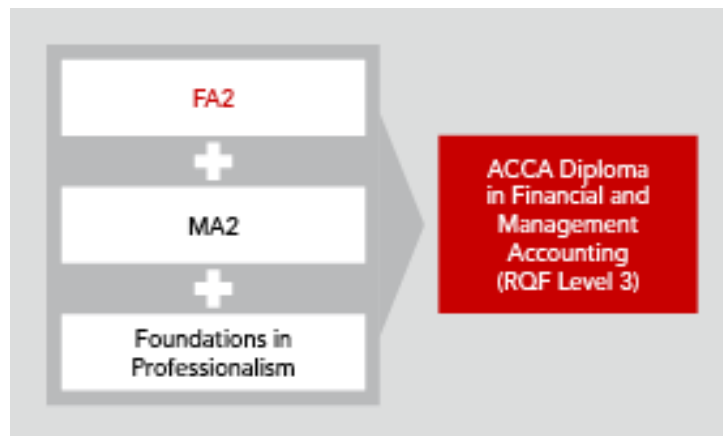 FA2
MA2
Foundations in
Professionalism
ACCA Diploma
in Financial and
Management
Accounting
(RQF Level 3)